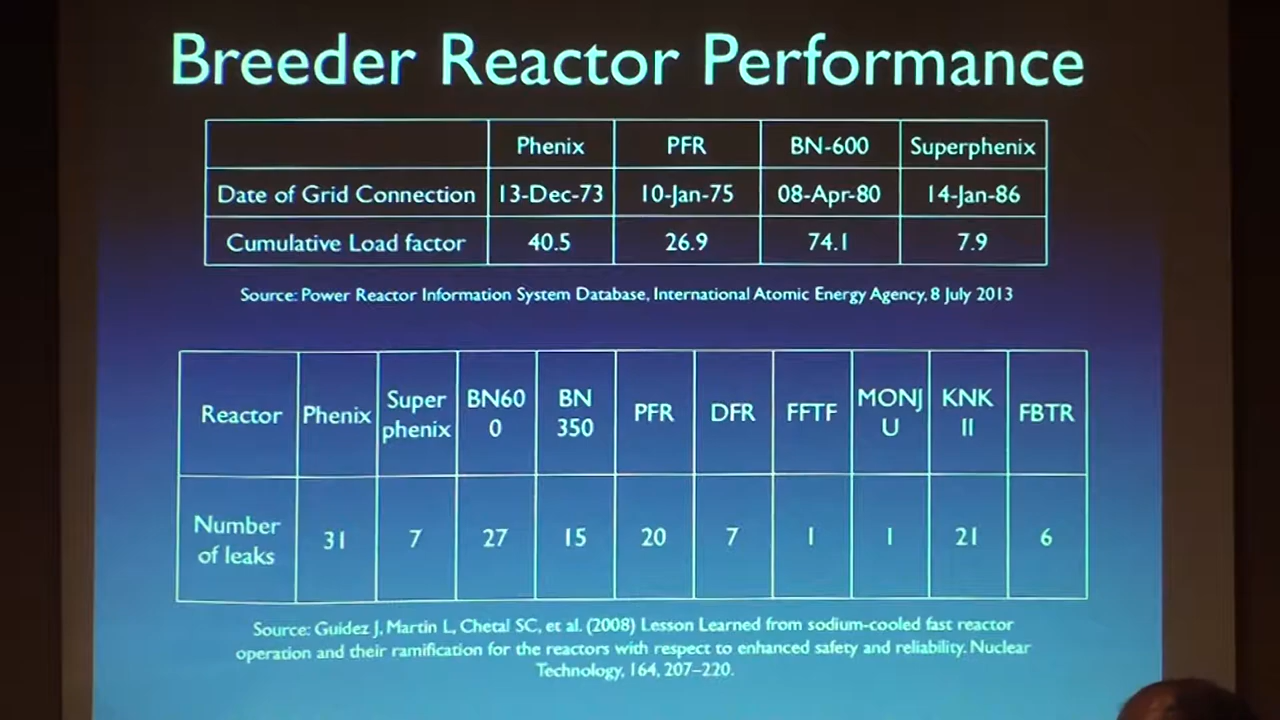 Breeder Reactor Performance
Phenix PFR BN-600 Superphenix
Date of Grid Connection 13-Dec-73 10-Jan-75 08-Apr-80 14-Jan-86
Cumulative Load factor 40.5 26.9 74.1 7.9
Source: Power Reactor Information System Database, International Atomic Energy Agency, 8 July 2013
Reactor Phenix Super phenix BN60 0 BN 350 PFR DFR FFTF MONJ U KNK II FBTR
Number of leaks 31 7 27 15 20 7 1 1 21 6
Source: Guidez J, Martin L, Chetal SC, et al. (2008) Lesson Learned from sodium-cooled fast reactor
operation and their ramification for the reactors with respect to enhanced safety and reliability. Nuclear
Technology, 164, 207–220.